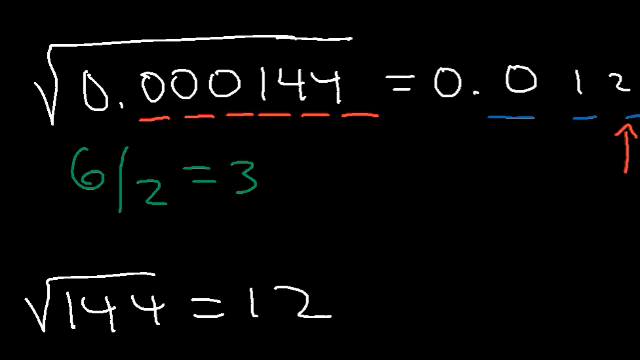 √0.000144 = 0.012
6/2 = 3
√144 = 12